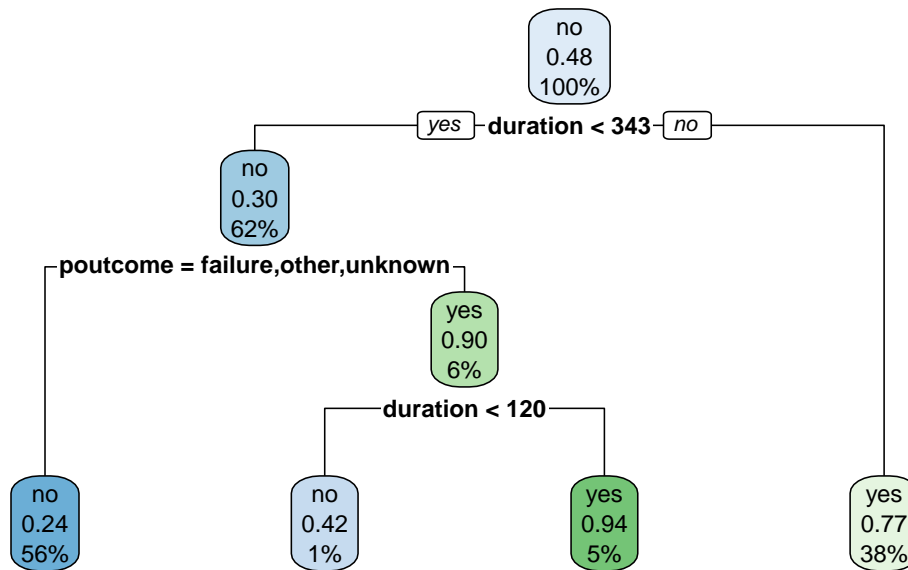 no
0.48
100%
yes duration < 343 no
no
0.30
62%
poutcome = failure,other,unknown
yes
0.90
6%
duration < 120
no
0.24
56%
no
0.42
1%
yes
0.94
5%
yes
0.77
38%